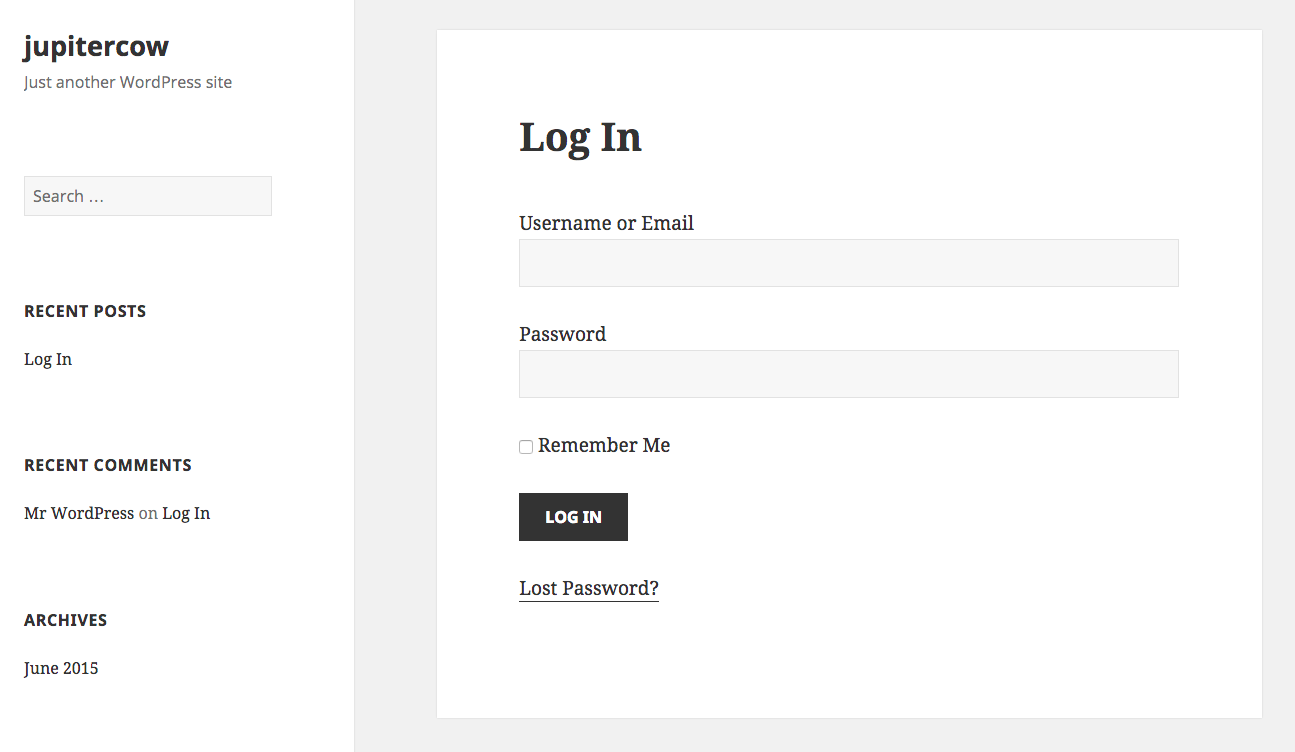 jupitercow
Just another WordPress site
Search …
RECENT POSTS
Log In
RECENT COMMENTS
Mr WordPress on Log In
ARCHIVES
June 2015
Log In
Username or Email
Password
Remember Me
LOG IN
Lost Password?